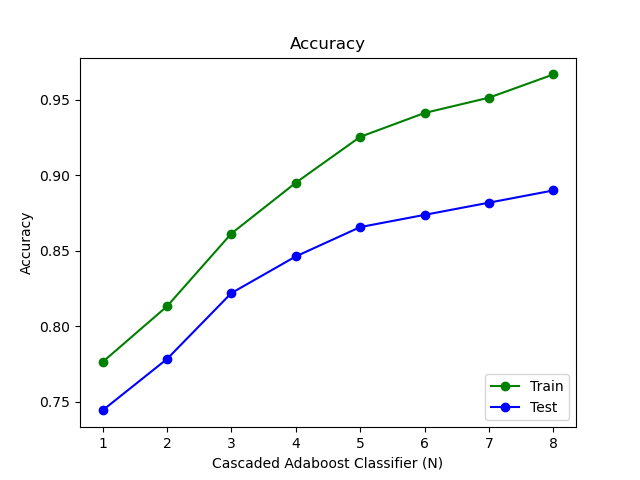 Accuracy
Accuracy
0.95
0.90
0.85
0.80
0.75
Train
Test
1 2 3 4 5 6 7 8
Cascaded Adaboost Classifier (N)